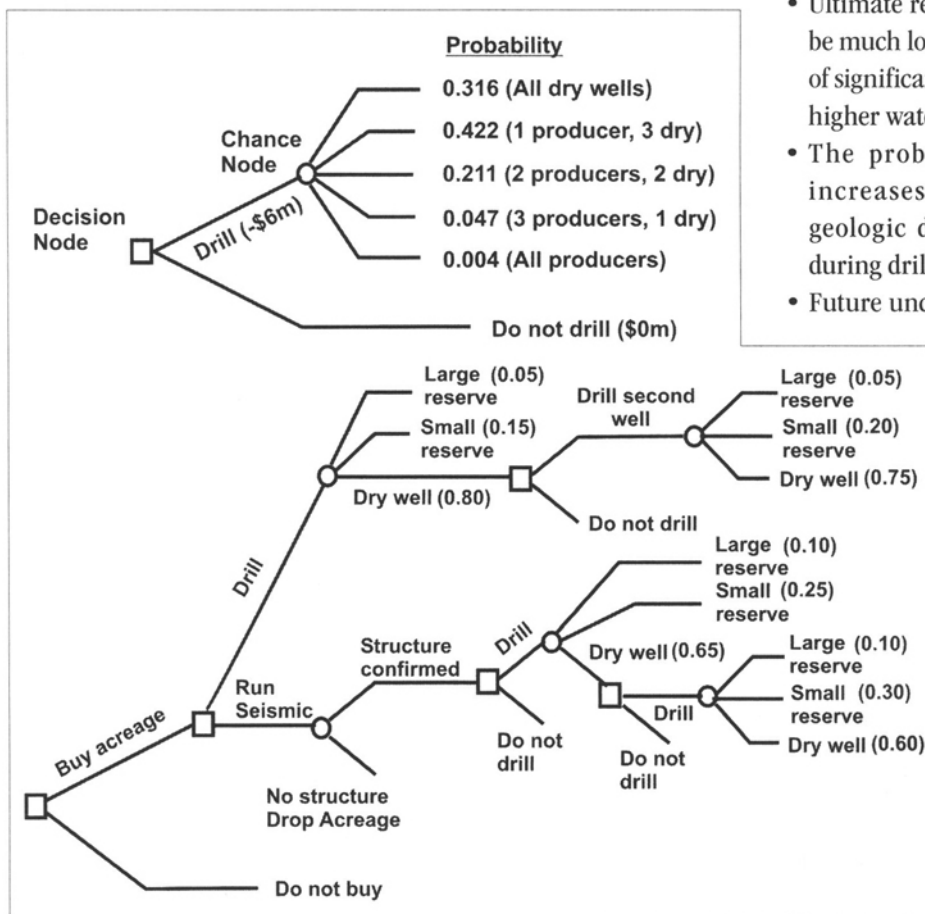 Probability
0.316 (All dry wells)
Chance
Node
0.422 (1 producer, 3 dry)
0.211 (2 producers, 2 dry)
Decision
Node
Drill (-$6m)
0.047 (3 producers, 1 dry)
0.004 (All producers)
Do not drill ($0m)
• Ultimate re
be much lo
of significa
higher wate
• The prob
increases
geologic d
during dril
• Future unc
Large (0.05)
reserve
Small (0.15)
reserve
Dry well (0.80)
Drill second
well
Large (0.05)
reserve
Small (0.20)
reserve
Dry well (0.75)
Do not drill
Drill
Large (0.10)
reserve
Small (0.25)
reserve
Structure
confirmed
Drill
Dry well (0.65)
Large (0.10)
reserve
Small (0.30)
reserve
Dry well (0.60)
Drill
Run
Seismic
Buy acreage
Do not
drill
Do not
drill
No structure
Drop Acreage
Do not buy